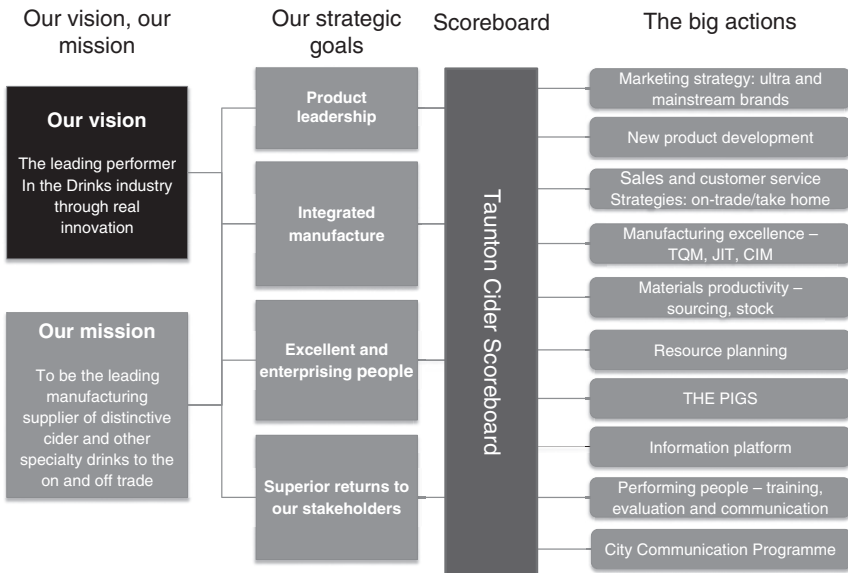 Our vision, our
mission
Our strategic
goals
Scoreboard
The big actions
Our vision
The leading performer
In the Drinks industry
through real
innovation
Our mission
To be the leading
manufacturing
supplier of distinctive
cider and other
specialty drinks to the
on and off trade
Product
leadership
Integrated
manufacture
Excellent and
enterprising people
Superior returns to
our stakeholders
Taunton Cider Scoreboard
Marketing strategy: ultra and
mainstream brands
New product development
Sales and customer service
Strategies: on-trade/take home
Manufacturing excellence –
TQM, JIT, CIM
Materials productivity –
sourcing, stock
Resource planning
THE PIGS
Information platform
Performing people – training,
evaluation and communication
City Communication Programme